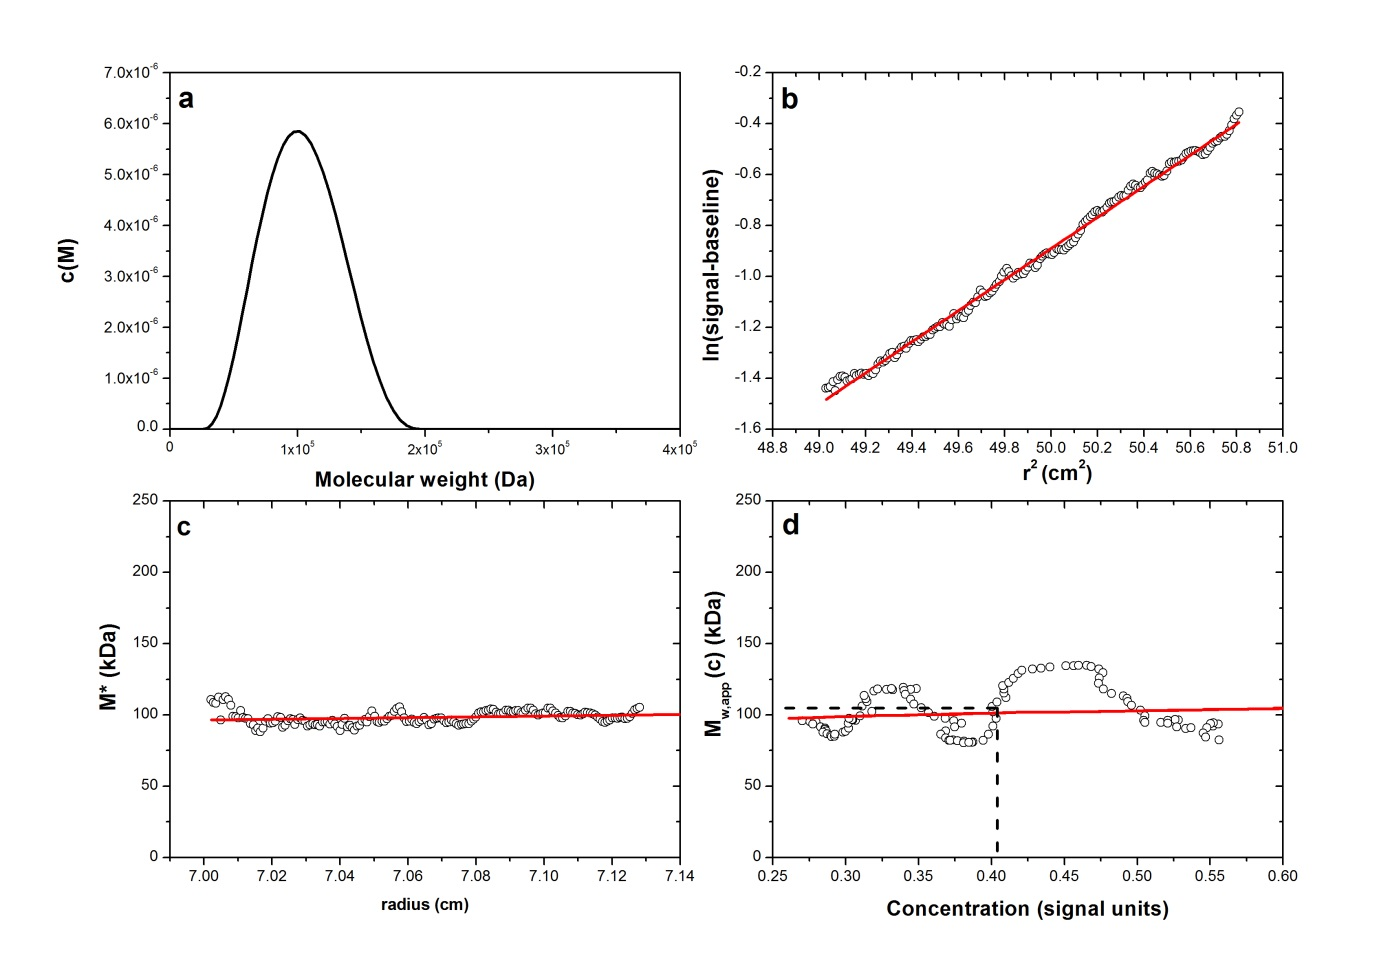 a
7.0x10⁻⁶
6.0x10⁻⁶
5.0x10⁻⁶
4.0x10⁻⁶
3.0x10⁻⁶
2.0x10⁻⁶
1.0x10⁻⁶
0.0
c(M)
0 1x10⁵ 2x10⁵ 3x10⁵ 4x10⁵
Molecular weight (Da)
b
-0.2
-0.4
-0.6
-0.8
-1.0
-1.2
-1.4
-1.6
ln(signal-baseline)
48.8 49.0 49.2 49.4 49.6 49.8 50.0 50.2 50.4 50.6 50.8 51.0
r² (cm²)
c
250
200
150
100
50
0
M* (kDa)
7.00 7.02 7.04 7.06 7.08 7.10 7.12 7.14
radius (cm)
d
250
200
150
100
50
0
M w,app (c) (kDa)
0.25 0.30 0.35 0.40 0.45 0.50 0.55 0.60
Concentration (signal units)